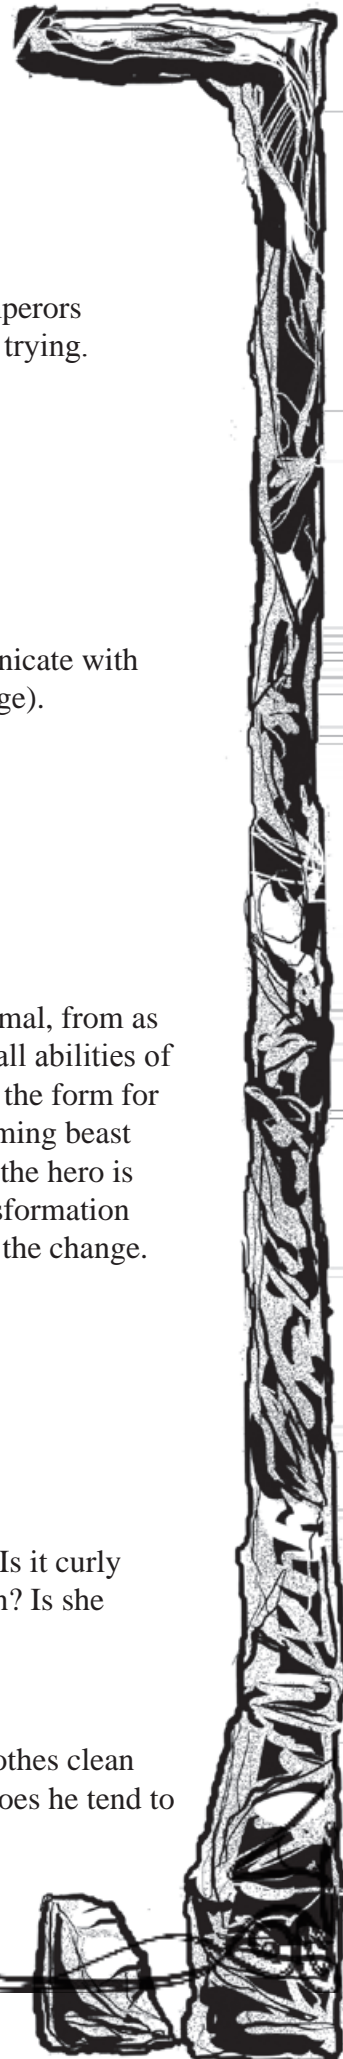 perors
trying.
nicate with
ge).
mal, from as
all abilities of
the form for
ming beast
the hero is
sformation
the change.
Is it curly
n? Is she
othes clean
oes he tend to